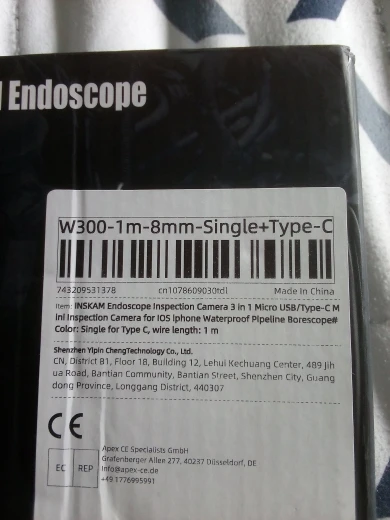 Endoscope
W300-1m-8mm-Single+Type-C
743209531378 cn1078609030tdl Made In China
Item: INSKAM Endoscope Inspection Camera 3 in 1 Micro USB/Type-C M
ini Inspection Camera for IOS Iphone Waterproof Pipeline Borescope#
Color: Single for Type C, wire length: 1 m
Shenzhen Yipin ChengTechnology Co., Ltd.
CN, District B1, Floor 1B, Building 12, Lehui Kechuang Center, 489 Jih
ua Road, Bantian Community, Bantian Street, Shenzhen City, Guang
dong Province, Longgang District, 440307
CE
EC REP
Apex CE Specialists GmbH
Grafenberger Allee 277, 40237 Düsseldorf, DE
Info@apex-ce.de
+49 1776995991